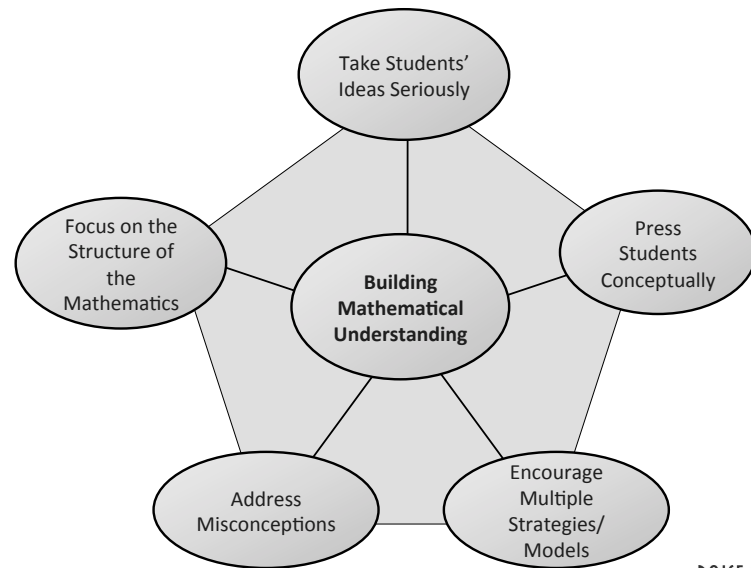 Take Students’
Ideas Seriously
Focus on the
Structure of
the
Mathematics
Press
Students
Conceptually
Building
Mathematical
Understanding
Address
Misconceptions
Encourage
Multiple
Strategies/
Models